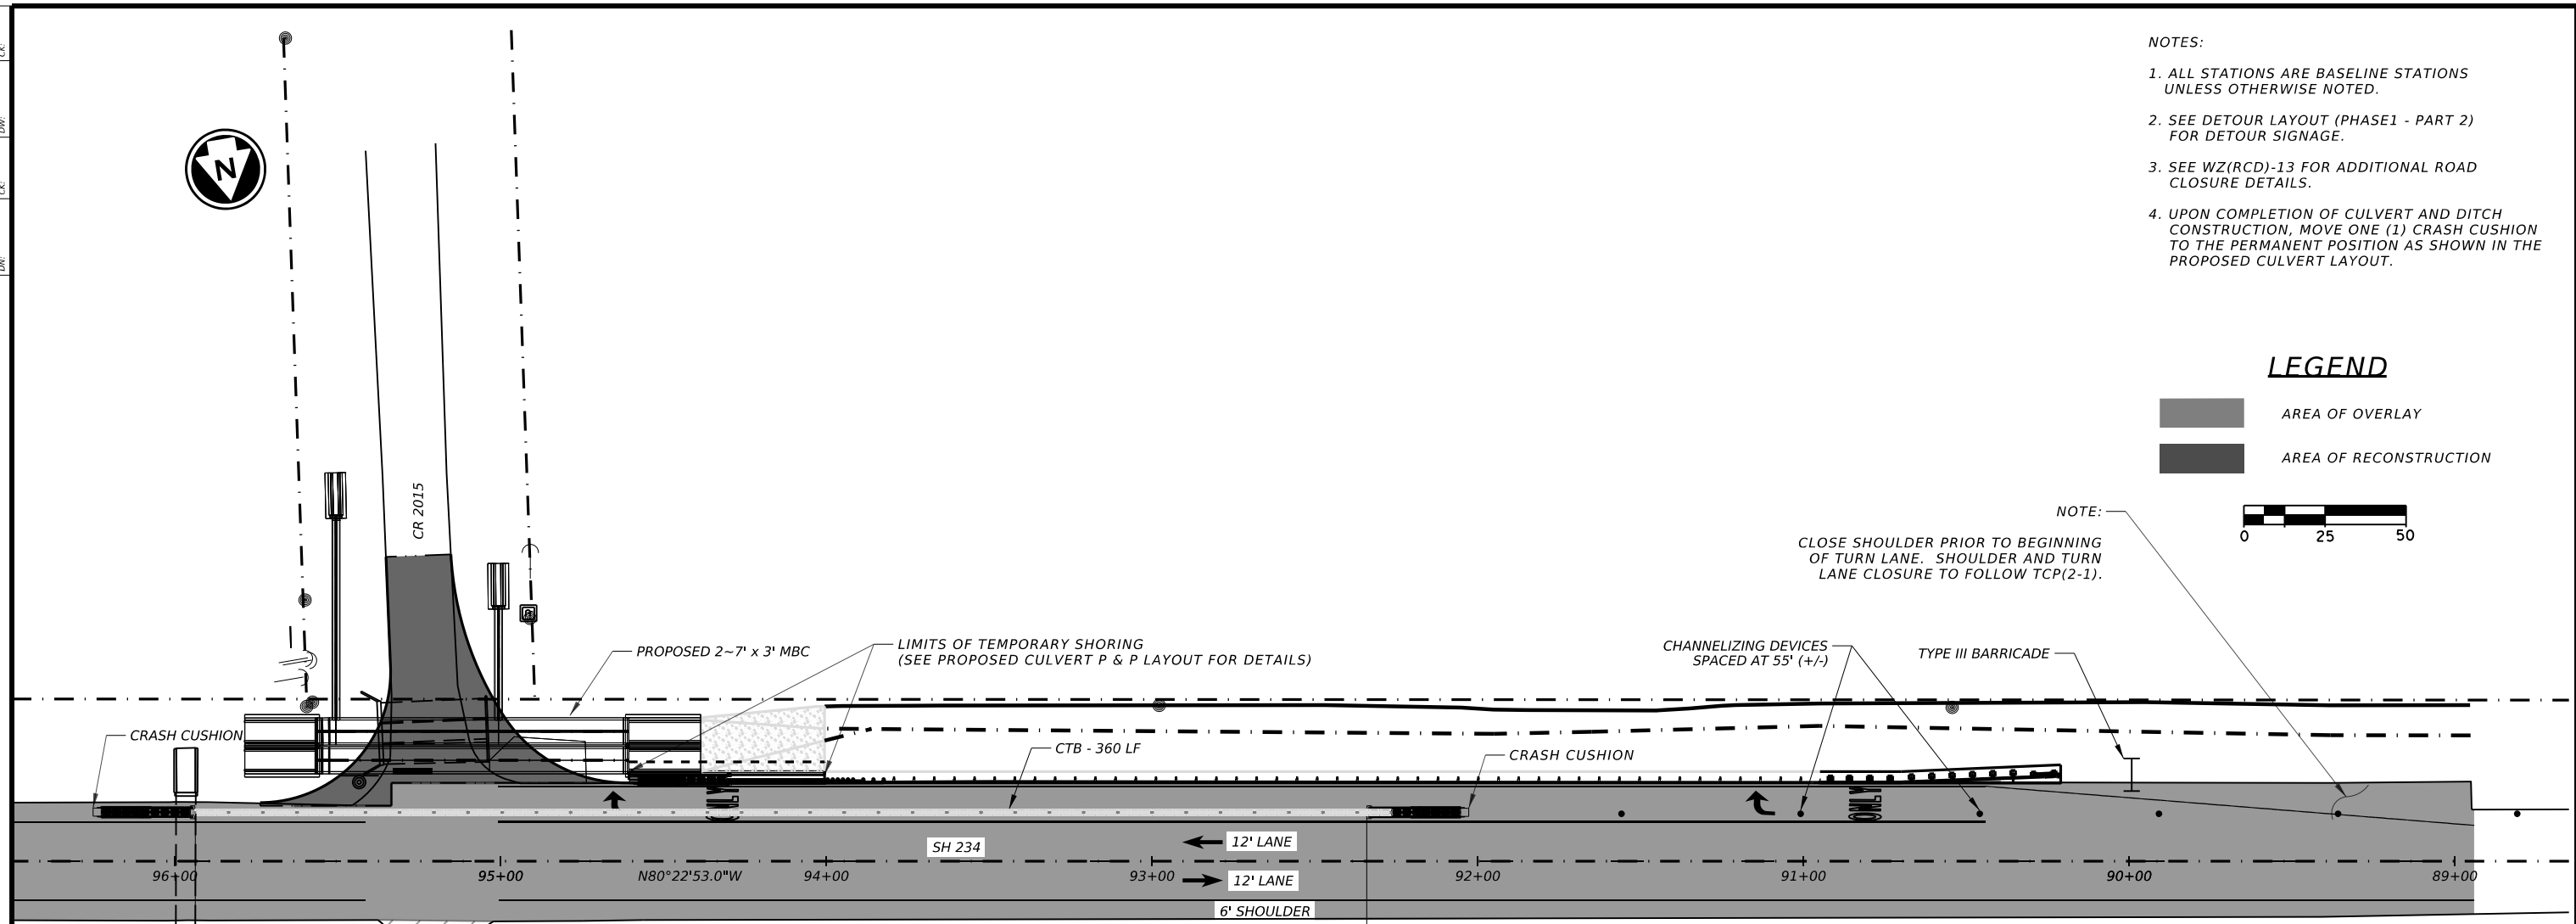 CK:
DW:
CK:
DN:
N
NOTES:
1. ALL STATIONS ARE BASELINE STATIONS
UNLESS OTHERWISE NOTED.
2. SEE DETOUR LAYOUT (PHASE1 - PART 2)
FOR DETOUR SIGNAGE.
3. SEE WZ(RCD)-13 FOR ADDITIONAL ROAD
CLOSURE DETAILS.
4. UPON COMPLETION OF CULVERT AND DITCH
CONSTRUCTION, MOVE ONE (1) CRASH CUSHION
TO THE PERMANENT POSITION AS SHOWN IN THE
PROPOSED CULVERT LAYOUT.
LEGEND
AREA OF OVERLAY
AREA OF RECONSTRUCTION
0 25 50
NOTE:
CLOSE SHOULDER PRIOR TO BEGINNING
OF TURN LANE. SHOULDER AND TURN
LANE CLOSURE TO FOLLOW TCP(2-1).
CR 2015
PROPOSED 2~7' x 3' MBC
LIMITS OF TEMPORARY SHORING
(SEE PROPOSED CULVERT P & P LAYOUT FOR DETAILS)
CHANNELIZING DEVICES
SPACED AT 55' (+/-)
TYPE III BARRICADE
CRASH CUSHION
CTB - 360 LF
CRASH CUSHION
ONLY
ONLY
SH 234
12' LANE
96+00 95+00 N80°22'53.0"W 94+00 93+00 92+00 91+00 90+00 89+00
12' LANE
6' SHOULDER